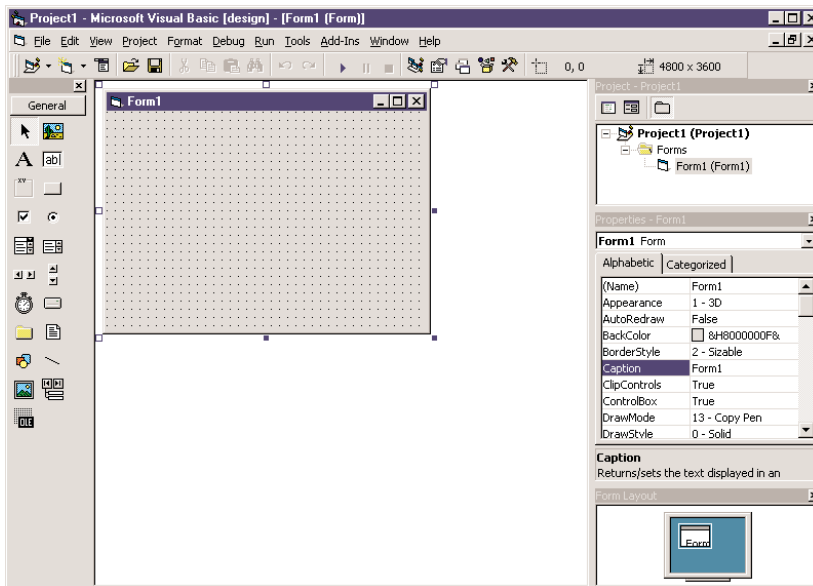 Project1 - Microsoft Visual Basic [design] - [Form1 (Form)]
File Edit View Project Format Debug Run Tools Add-Ins Window Help
0, 0 4800 x 3600
General
A ab|
XY
OLE
Form1
Project - Project1
Project1 (Project1)
Forms
Form1 (Form1)
Properties - Form1
Form1 Form
Alphabetic Categorized
(Name) Form1
Appearance 1 - 3D
AutoRedraw False
BackColor &H8000000F&
BorderStyle 2 - Sizable
Caption Form1
ClipControls True
ControlBox True
DrawMode 13 - Copy Pen
DrawStyle 0 - Solid
Caption
Returns/sets the text displayed in an
Form Layout
Form